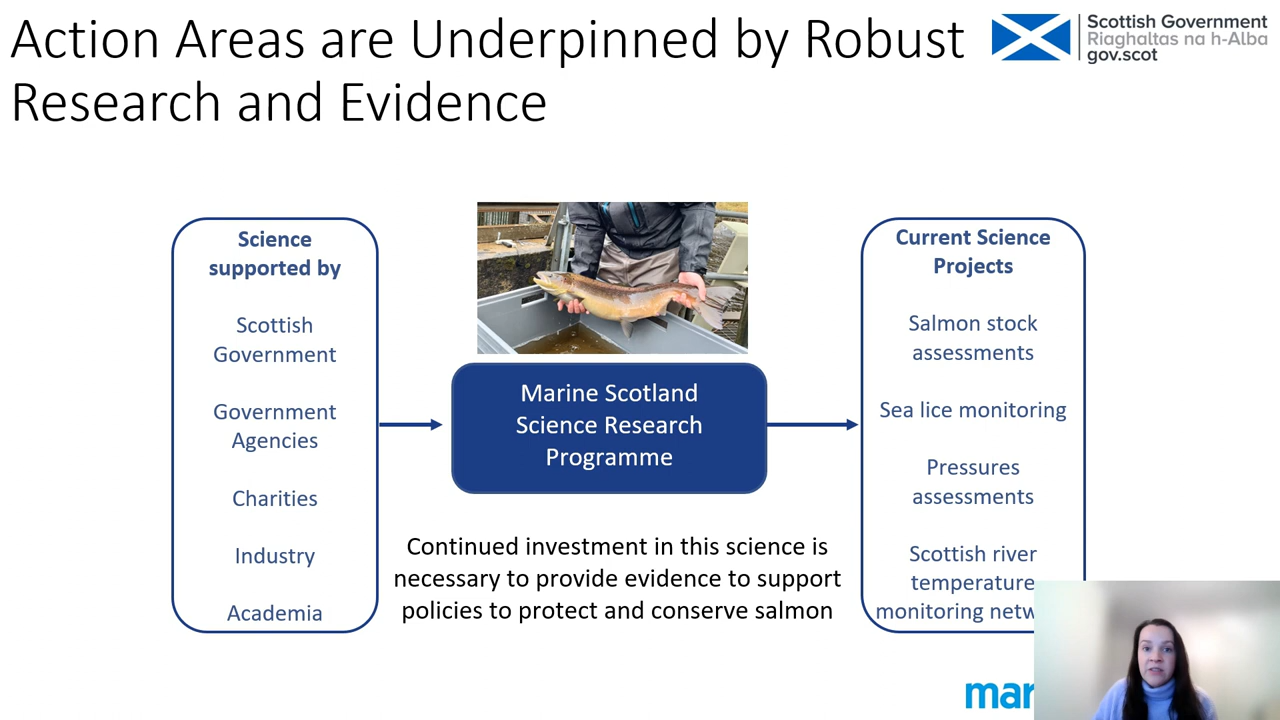 Action Areas are Underpinned by Robust
Research and Evidence
Scottish Government
Riaghaltas na h-Alba
gov.scot
Science
supported by
Scottish
Government
Government
Agencies
Charities
Industry
Academia
Marine Scotland
Science Research
Programme
Continued investment in this science is
necessary to provide evidence to support
policies to protect and conserve salmon
Current Science
Projects
Salmon stock
assessments
Sea lice monitoring
Pressures
assessments
Scottish river
temperature
monitoring